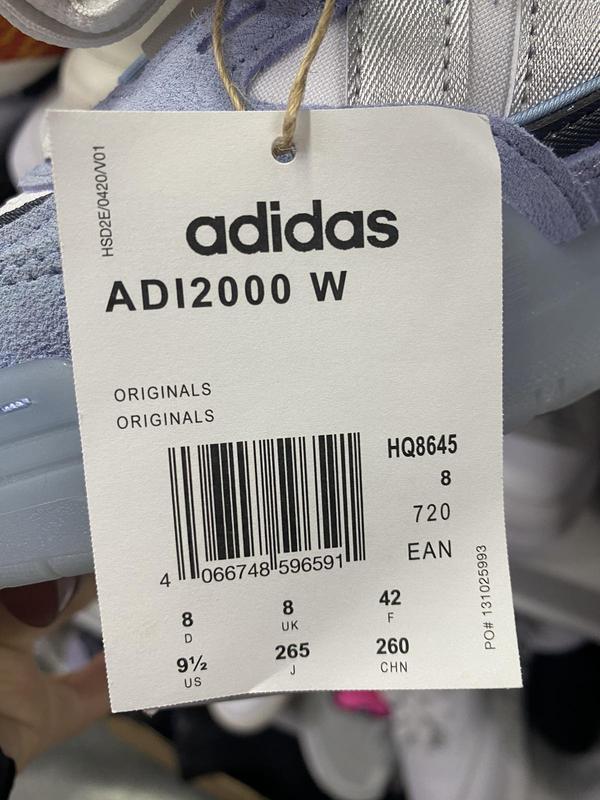 HSD2E/0420/V01
adidas
ADI2000 W
ORIGINALS
ORIGINALS
HQ8645
8
720
EAN
4 066748 596591
8 8 42
D UK F
9½ 265 260
US J CHN
PO# 131025993